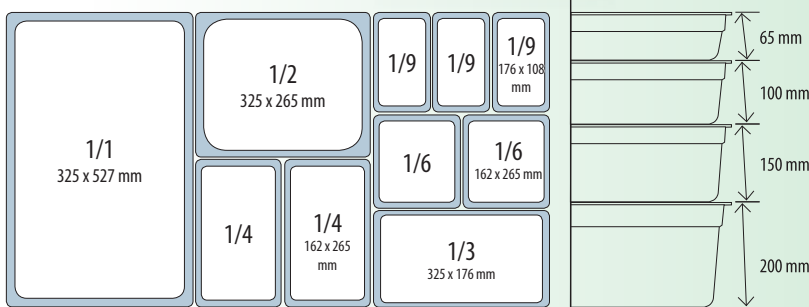 1/1
325 x 527 mm
1/2
325 x 265 mm
1/4
1/4
162 x 265
mm
1/9
1/9
1/9
176 x 108
mm
1/6
1/6
162 x 265 mm
1/3
325 x 176 mm
65 mm
100 mm
150 mm
200 mm